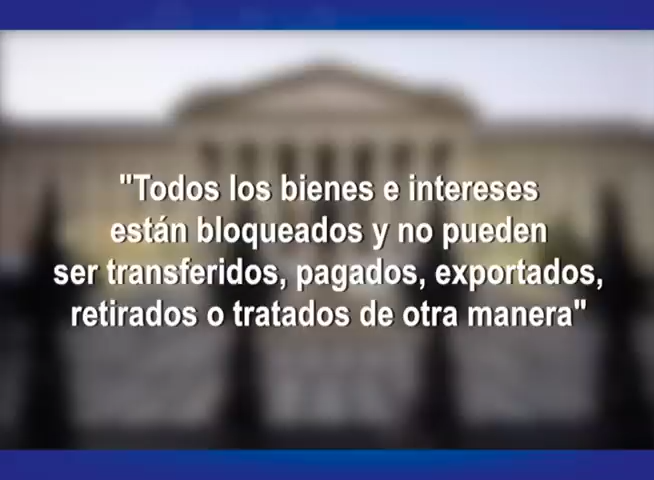 "Todos los bienes e intereses
están bloqueados y no pueden
ser transferidos, pagados, exportados,
retirados o tratados de otra manera"